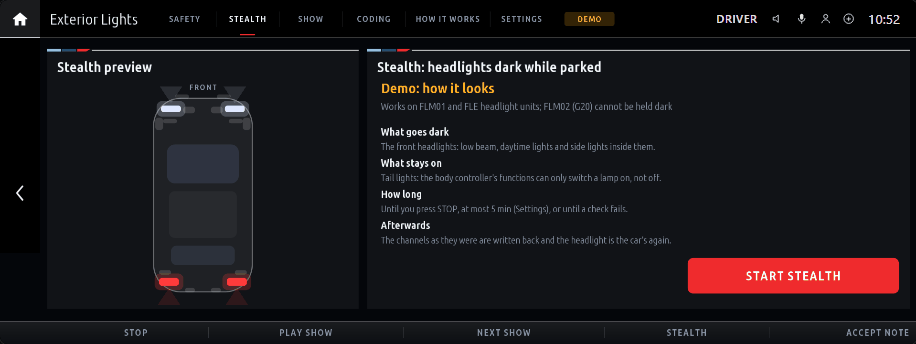 Exterior Lights
SAFETY
STEALTH
SHOW
CODING
HOW IT WORKS
SETTINGS
DEMO
DRIVER
10:52
Stealth preview
FRONT
Stealth: headlights dark while parked
Demo: how it looks
Works on FLM01 and FLE headlight units; FLM02 (G20) cannot be held dark
What goes dark
The front headlights: low beam, daytime lights and side lights inside them.
What stays on
Tail lights: the body controller's functions can only switch a lamp on, not off.
How long
Until you press STOP, at most 5 min (Settings), or until a check fails.
Afterwards
The channels as they were are written back and the headlight is the car's again.
START STEALTH
STOP
PLAY SHOW
NEXT SHOW
STEALTH
ACCEPT NOTE